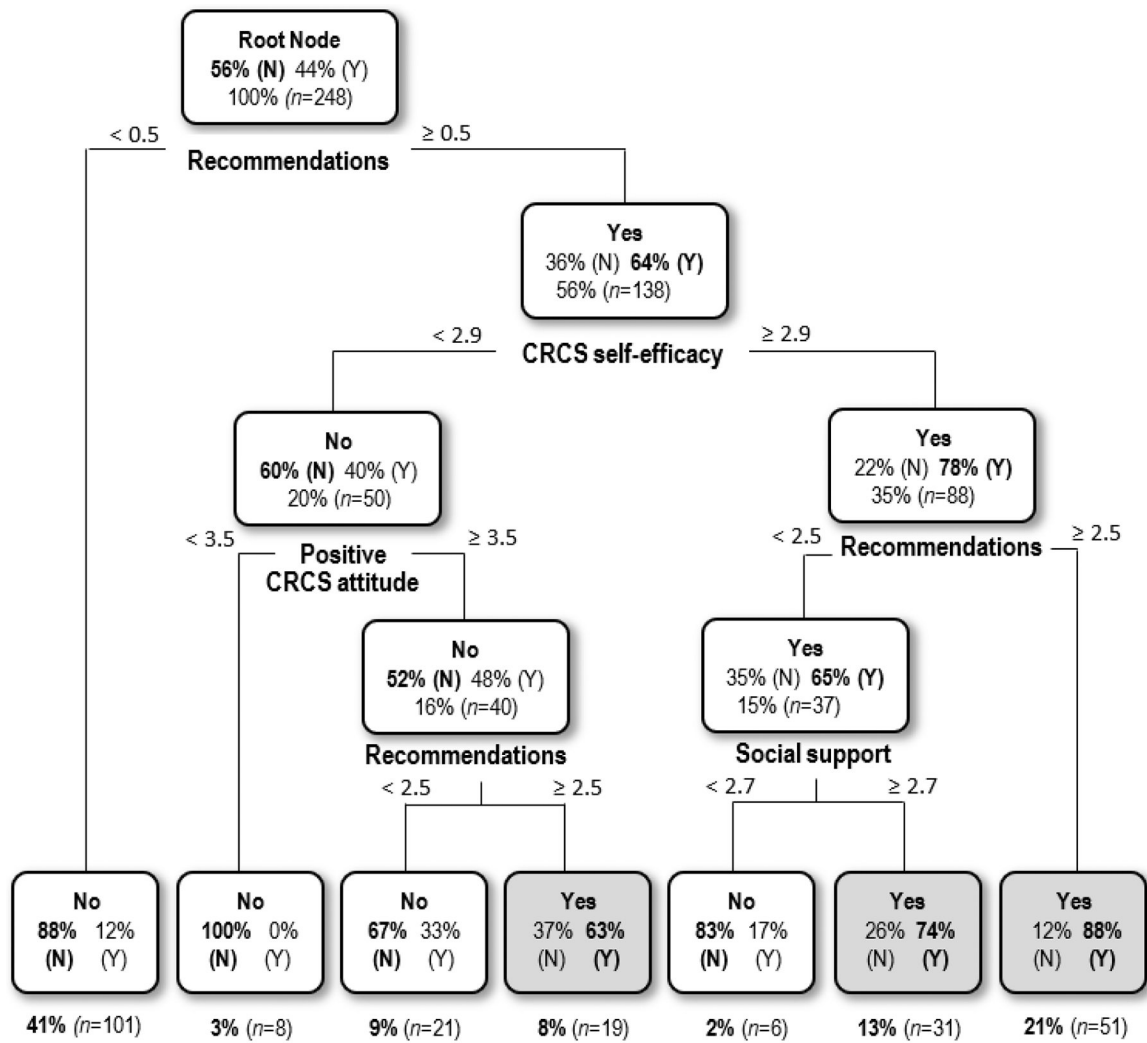 Root Node
56% (N) 44% (Y)
100% (n=248)
< 0.5
≥ 0.5
Recommendations
Yes
36% (N) 64% (Y)
56% (n=138)
< 2.9
≥ 2.9
CRCS self-efficacy
No
60% (N) 40% (Y)
20% (n=50)
Yes
22% (N) 78% (Y)
35% (n=88)
< 3.5
≥ 3.5
Positive
CRCS attitude
< 2.5
≥ 2.5
Recommendations
No
52% (N) 48% (Y)
16% (n=40)
Yes
35% (N) 65% (Y)
15% (n=37)
Recommendations
< 2.5
≥ 2.5
Social support
< 2.7
≥ 2.7
No
88% 12%
(N) (Y)
41% (n=101)
No
100% 0%
(N) (Y)
3% (n=8)
No
67% 33%
(N) (Y)
9% (n=21)
Yes
37% 63%
(N) (Y)
8% (n=19)
No
83% 17%
(N) (Y)
2% (n=6)
Yes
26% 74%
(N) (Y)
13% (n=31)
Yes
12% 88%
(N) (Y)
21% (n=51)